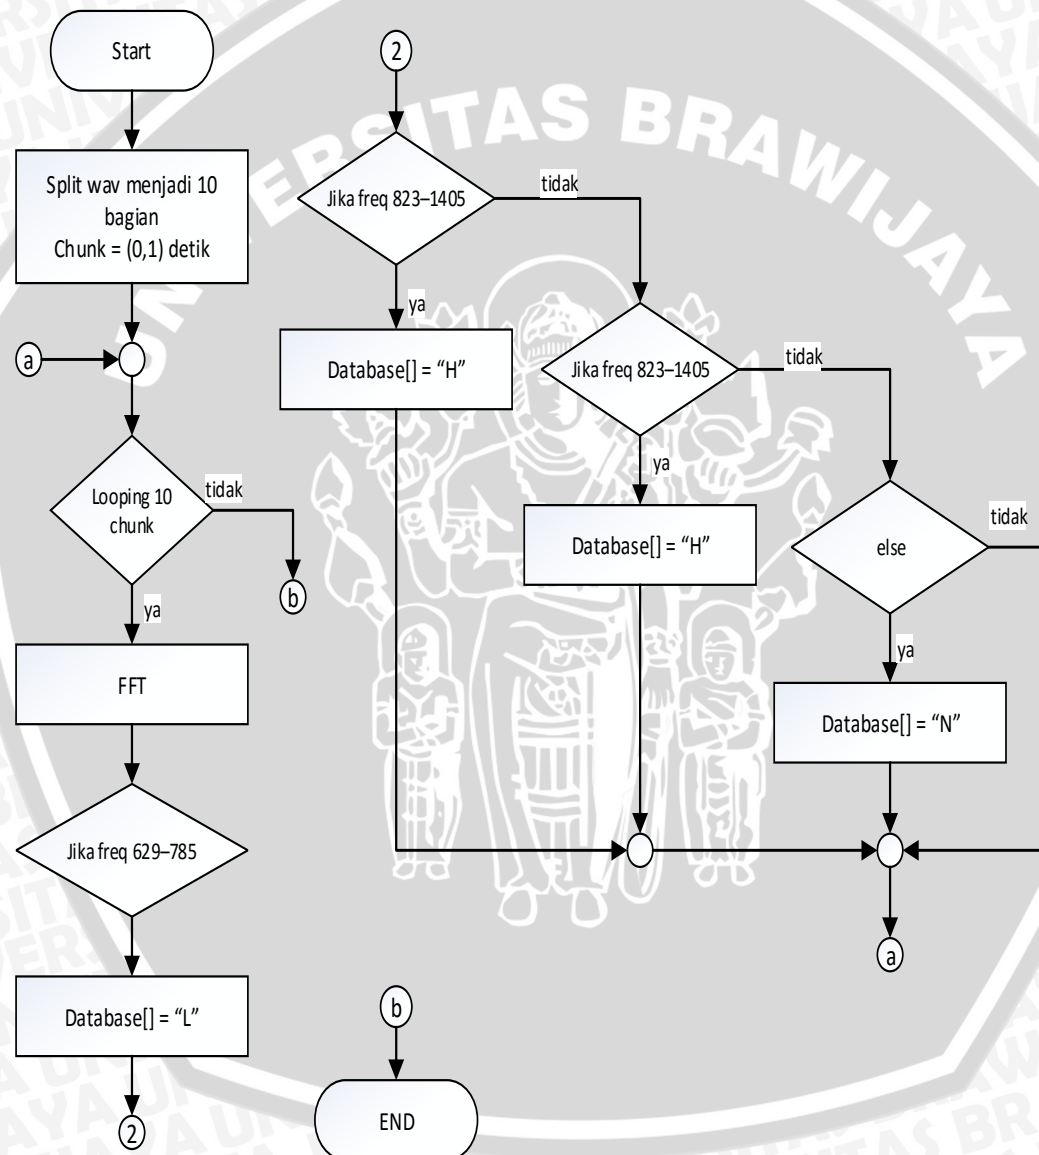 Start
Split wav menjadi 10
bagian
Chunk = (0,1) detik
a
Looping 10
chunk
tidak
b
ya
FFT
Jika freq 629–785
Database[] = “L”
2
2
Jika freq 823–1405
tidak
ya
Database[] = “H”
Jika freq 823–1405
tidak
ya
Database[] = “H”
else
tidak
ya
Database[] = “N”
a
b
END
UNIVERSITAS BRAWIJAYA